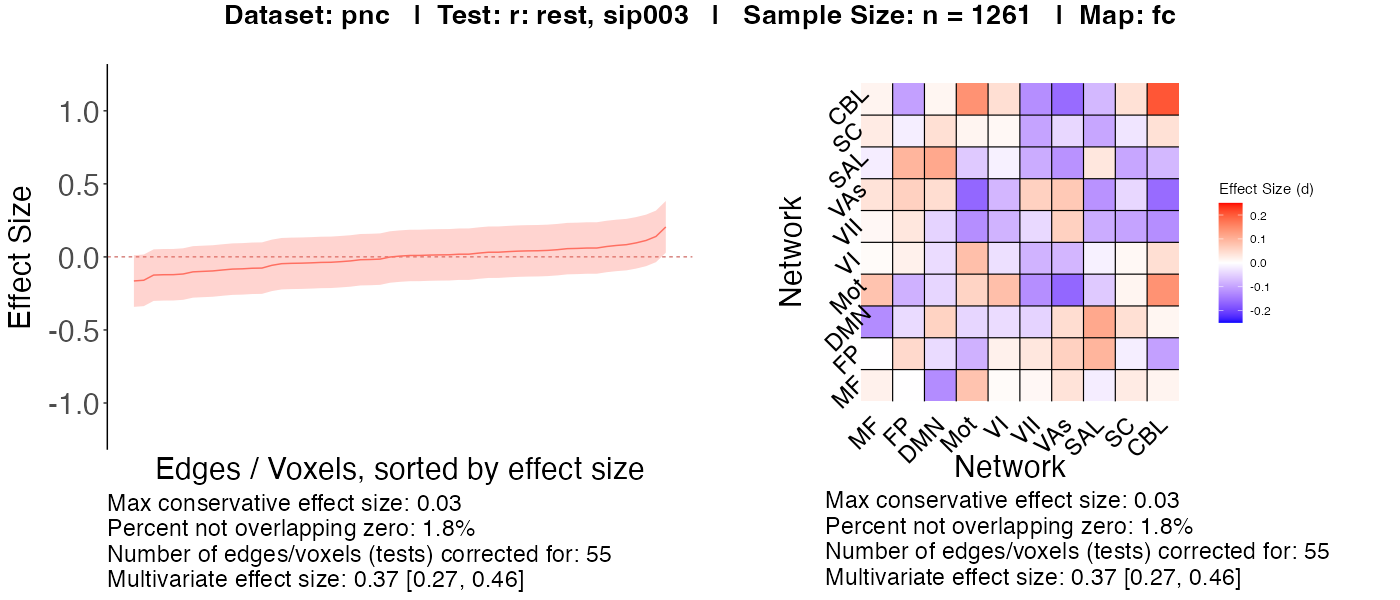 Dataset: pnc | Test: r: rest, sip003 | Sample Size: n = 1261 | Map: fc
Effect Size
1.0
0.5
0.0
-0.5
-1.0
Edges / Voxels, sorted by effect size
Max conservative effect size: 0.03
Percent not overlapping zero: 1.8%
Number of edges/voxels (tests) corrected for: 55
Multivariate effect size: 0.37 [0.27, 0.46]
Network
CBL
SC
SAL
VAs
VII
VI
Mot
DMN
FP
MF
MF FP DMN Mot VI VII VAs SAL SC CBL
Network
Effect Size (d)
0.2
0.1
0.0
-0.1
-0.2
Max conservative effect size: 0.03
Percent not overlapping zero: 1.8%
Number of edges/voxels (tests) corrected for: 55
Multivariate effect size: 0.37 [0.27, 0.46]